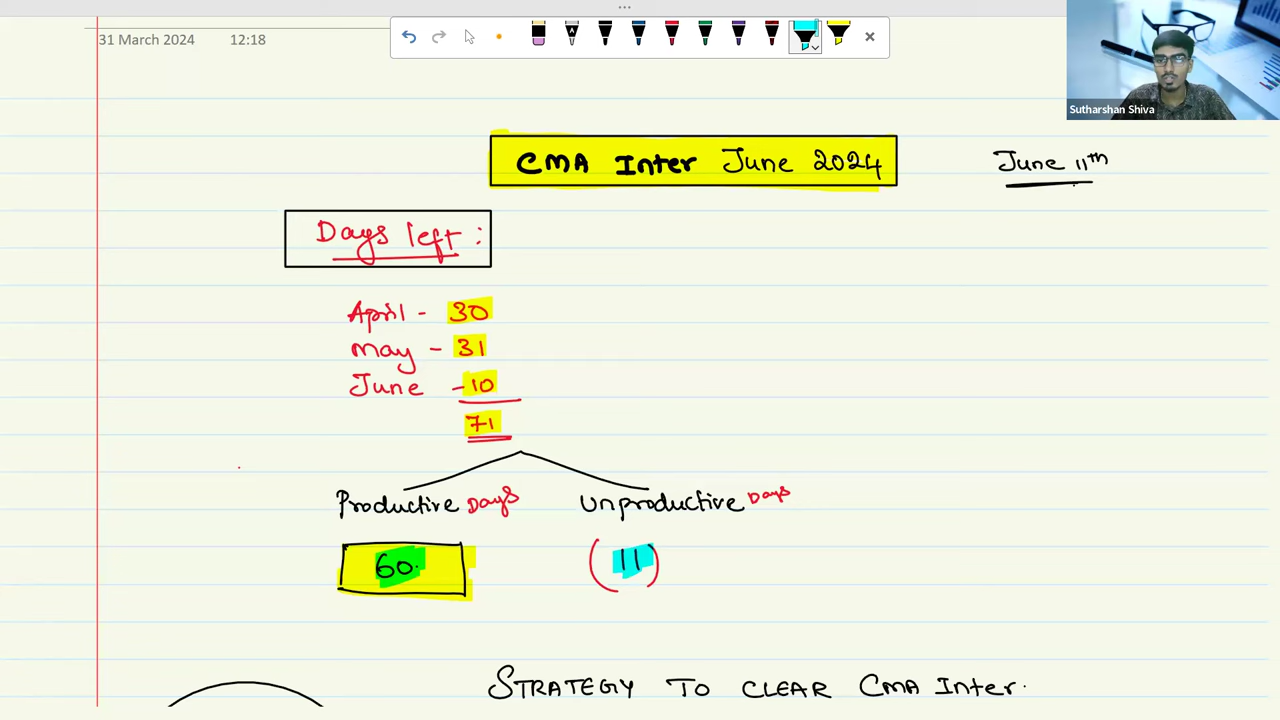 31 March 2024 12:18
Sutharshan Shiva
CMA Inter June 2024
June 11th
Days left :
April - 30
May - 31
June - 10
71
Productive Days
Unproductive Days
60.
(11)
STRATEGY TO CLEAR CMA Inter.